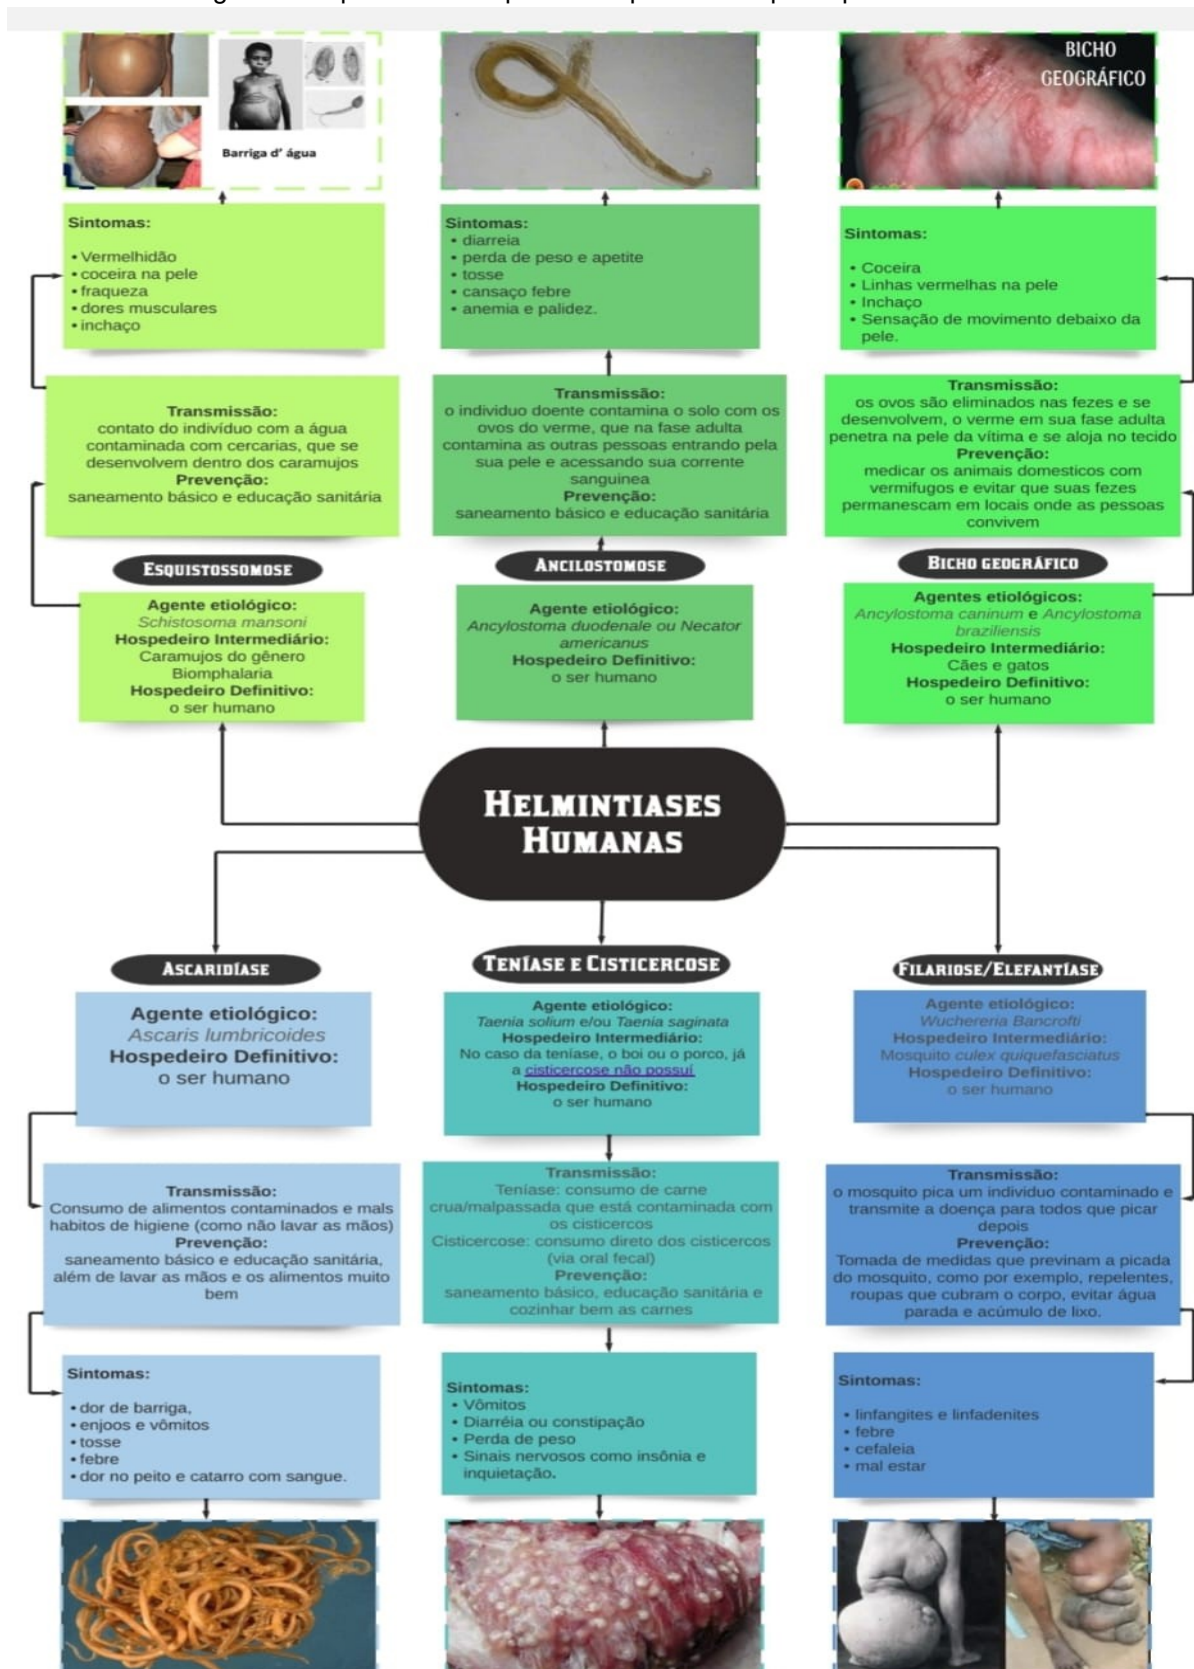 Barriga d' água
BICHO
GEOGRÁFICO
Sintomas:
• Vermelhidão
• coceira na pele
• fraqueza
• dores musculares
• inchaço
Sintomas:
• diarreia
• perda de peso e apetite
• tosse
• cansaço febre
• anemia e palidez.
Sintomas:
• Coceira
• Linhas vermelhas na pele
• Inchaço
• Sensação de movimento debaixo da
pele.
Transmissão:
contato do indivíduo com a água
contaminada com cercarias, que se
desenvolvem dentro dos caramujos
Prevenção:
saneamento básico e educação sanitária
Transmissão:
o individuo doente contamina o solo com os
ovos do verme, que na fase adulta
contamina as outras pessoas entrando pela
sua pele e acessando sua corrente
sanguinea
Prevenção:
saneamento básico e educação sanitária
Transmissão:
os ovos são eliminados nas fezes e se
desenvolvem, o verme em sua fase adulta
penetra na pele da vítima e se aloja no tecido
Prevenção:
medicar os animais domesticos com
vermifugos e evitar que suas fezes
permanescam em locais onde as pessoas
convivem
ESQUISTOSSOMOSE
ANCILOSTOMOSE
BICHO GEOGRÁFICO
Agente etiológico:
Schistosoma mansoni
Hospedeiro Intermediário:
Caramujos do gênero
Biomphalaria
Hospedeiro Definitivo:
o ser humano
Agente etiológico:
Ancylostoma duodenale ou Necator
americanus
Hospedeiro Definitivo:
o ser humano
Agentes etiológicos:
Ancylostoma caninum e Ancylostoma
braziliensis
Hospedeiro Intermediário:
Cães e gatos
Hospedeiro Definitivo:
o ser humano
HELMINTIASES
HUMANAS
ASCARIDÍASE
TENÍASE E CISTICERCOSE
FILARIOSE/ELEFANTÍASE
Agente etiológico:
Ascaris lumbricoides
Hospedeiro Definitivo:
o ser humano
Agente etiológico:
Taenia solium e/ou Taenia saginata
Hospedeiro Intermediário:
No caso da teníase, o boi ou o porco, já
a cisticercose não possuí
Hospedeiro Definitivo:
o ser humano
Agente etiológico:
Wuchereria Bancrofti
Hospedeiro Intermediário:
Mosquito culex quiquefasciatus
Hospedeiro Definitivo:
o ser humano
Transmissão:
Consumo de alimentos contaminados e mals
habitos de higiene (como não lavar as mãos)
Prevenção:
saneamento básico e educação sanitária,
além de lavar as mãos e os alimentos muito
bem
Transmissão:
Teníase: consumo de carne
crua/malpassada que está contaminada com
os cisticercos
Cisticercose: consumo direto dos cisticercos
(via oral fecal)
Prevenção:
saneamento básico, educação sanitária e
cozinhar bem as carnes
Transmissão:
o mosquito pica um individuo contaminado e
transmite a doença para todos que picar
depois
Prevenção:
Tomada de medidas que previnam a picada
do mosquito, como por exemplo, repelentes,
roupas que cubram o corpo, evitar água
parada e acúmulo de lixo.
Sintomas:
• dor de barriga,
• enjoos e vômitos
• tosse
• febre
• dor no peito e catarro com sangue.
Sintomas:
• Vômitos
• Diarréia ou constipação
• Perda de peso
• Sinais nervosos como insônia e
inquietação.
Sintomas:
• linfangites e linfadenites
• febre
• cefaleia
• mal estar